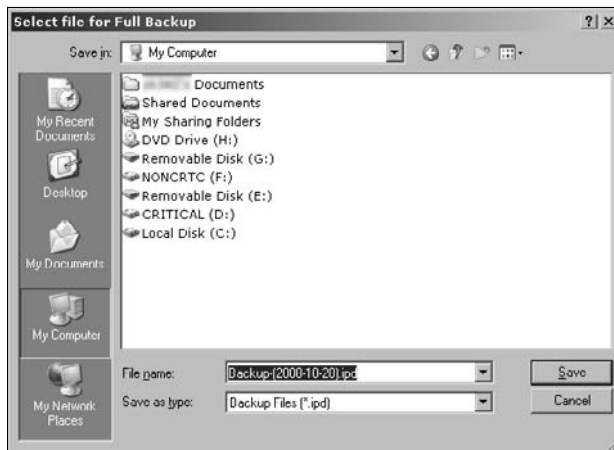 Select file for Full Backup
Save in:
My Computer
My Recent
Documents
Desktop
My Documents
My Computer
My Network
Places
Documents
Shared Documents
My Sharing Folders
DVD Drive (H:)
Removable Disk (G:)
NONCRTC (F:)
Removable Disk (E:)
CRITICAL (D:)
Local Disk (C:)
File name:
Backup-(2000-10-20).ipd
Save
Save as type:
Backup Files (*.ipd)
Cancel